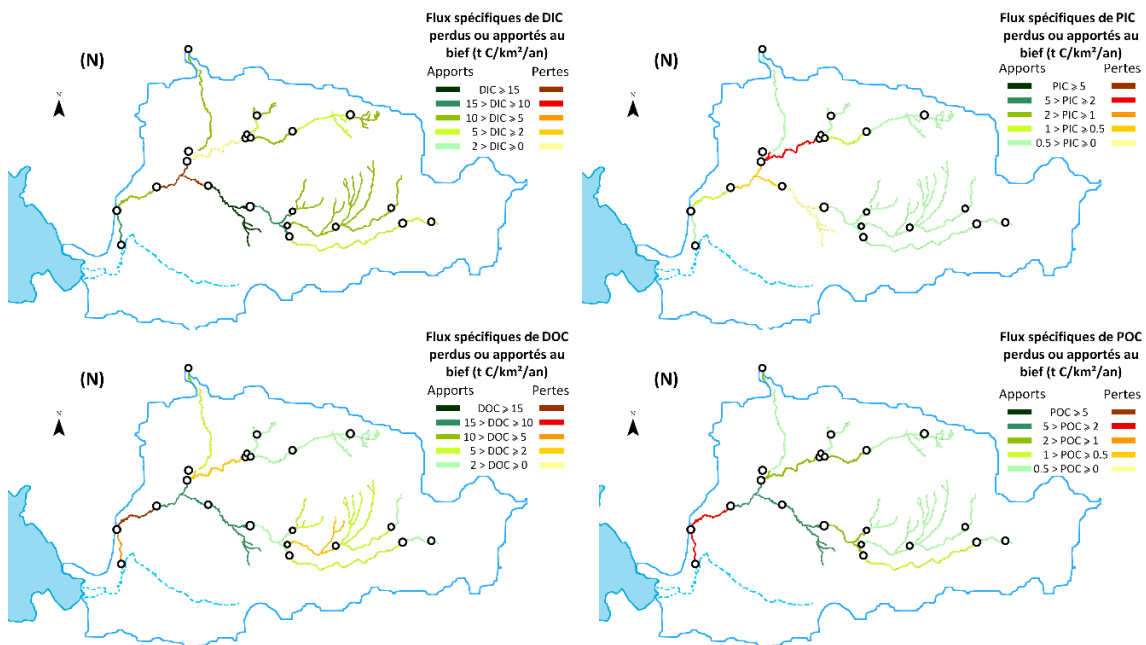 Flux spécifiques de DIC
perdus ou apportés au
bief (t C/km²/an)
(N)
N
Apports Pertes
DIC ⩾ 15
15 > DIC ⩾ 10
10 > DIC ⩾ 5
5 > DIC ⩾ 2
2 > DIC ⩾ 0
Flux spécifiques de PIC
perdus ou apportés au
bief (t C/km²/an)
(N)
N
Apports Pertes
PIC ⩾ 5
5 > PIC ⩾ 2
2 > PIC ⩾ 1
1 > PIC ⩾ 0.5
0.5 > PIC ⩾ 0
Flux spécifiques de DOC
perdus ou apportés au
bief (t C/km²/an)
(N)
N
Apports Pertes
DOC ⩾ 15
15 > DOC ⩾ 10
10 > DOC ⩾ 5
5 > DOC ⩾ 2
2 > DOC ⩾ 0
Flux spécifiques de POC
perdus ou apportés au
bief (t C/km²/an)
(N)
N
Apports Pertes
POC ⩾ 5
5 > POC ⩾ 2
2 > POC ⩾ 1
1 > POC ⩾ 0.5
0.5 > POC ⩾ 0